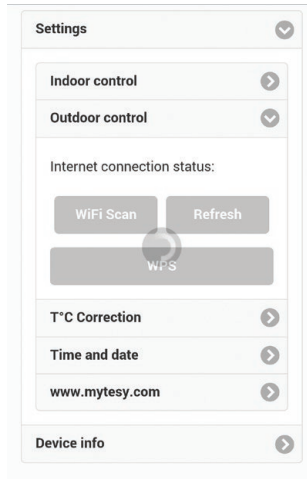 Settings
Indoor control
Outdoor control
Internet connection status:
WiFi Scan Refresh
WPS
T°C Correction
Time and date
www.mytesy.com
Device info